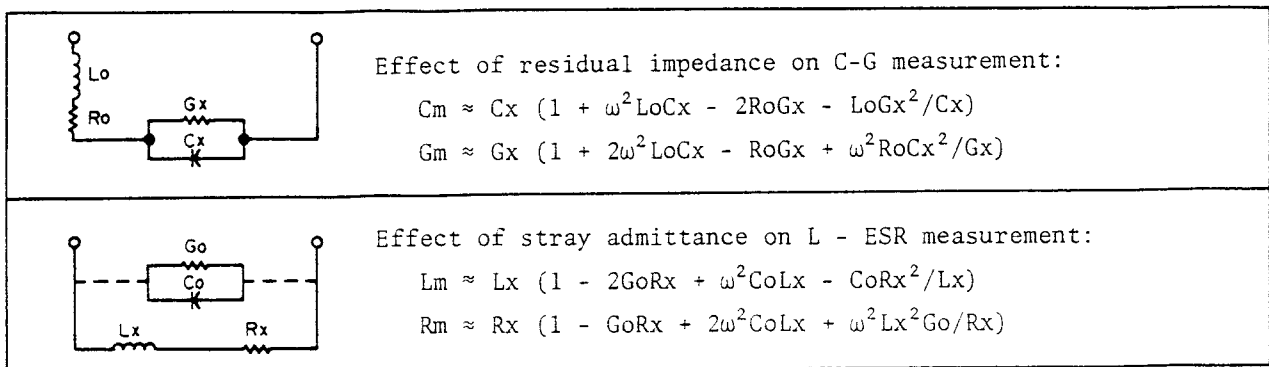 Lo
Ro
Gx
Cx
Effect of residual impedance on C-G measurement:
Cm ≈ Cx (1 + ω²LoCx - 2RoGx - LoGx²/Cx)
Gm ≈ Gx (1 + 2ω²LoCx - RoGx + ω²RoCx²/Gx)
Go
Co
Lx
Rx
Effect of stray admittance on L - ESR measurement:
Lm ≈ Lx (1 - 2GoRx + ω²CoLx - CoRx²/Lx)
Rm ≈ Rx (1 - GoRx + 2ω²CoLx + ω²Lx²Go/Rx)